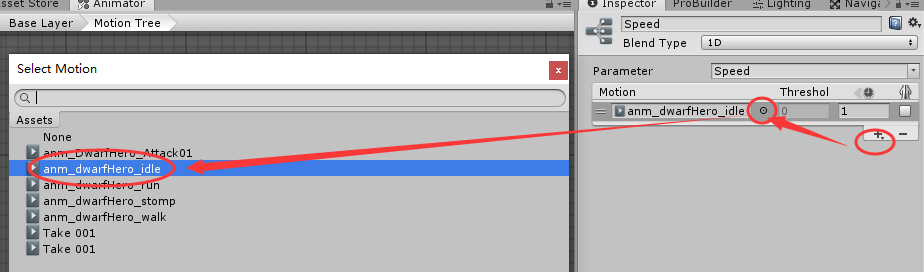 sset Store
Animator
Base Layer
Motion Tree
Select Motion
x
Assets
None
anm_DwarfHero_Attack01
anm_dwarfHero_idle
anm_dwarfHero_run
anm_dwarfHero_stomp
anm_dwarfHero_walk
Take 001
Take 001
Inspector
ProBuilder
Lighting
Naviga
Speed
Blend Type
1D
Parameter
Speed
Motion
Threshol
anm_dwarfHero_idle
0
1